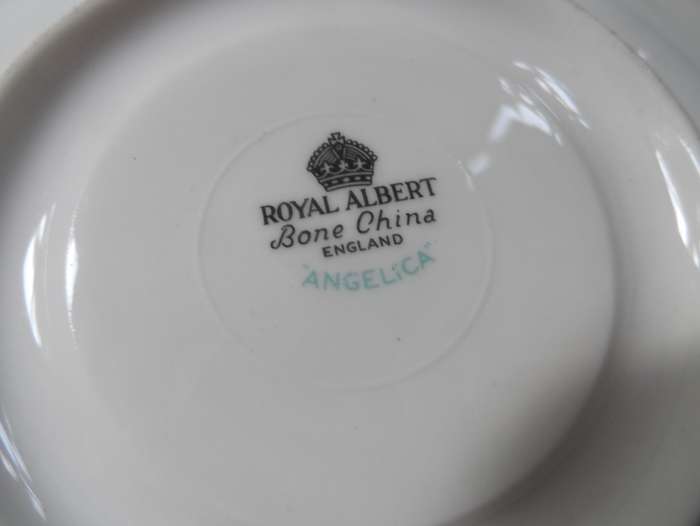 ROYAL ALBERT
Bone China
ENGLAND
"ANGELiCA"